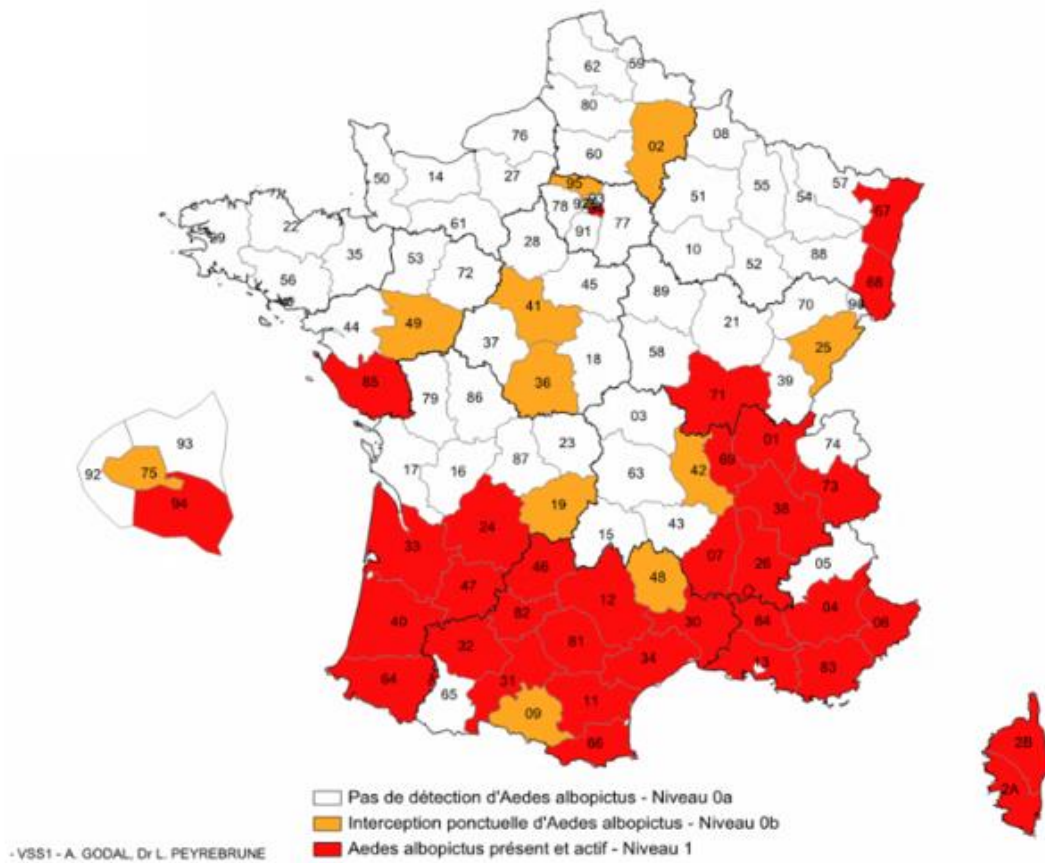 62 59
80
76 02 08
60
50 14 27 95 51 55 54 57 67
78 92 77
61 91
22 28 10 88 68
29 35 53 52
56 72 45 89 70 90
41 21
44 49 25
37 18 58
36 39
85 79 86 71
03
93 01 74
23 69
92 75 17 16 87 63 42
94 73
19 38
24 43
33 15 07 26 05
46 48
47 12 04
40 82 30 84 06
32 81 34 13 83
64 31
65 11
09
66
2B
2A
Pas de détection d'Aedes albopictus - Niveau 0a
Interception ponctuelle d'Aedes albopictus - Niveau 0b
Aedes albopictus présent et actif - Niveau 1
- VSS1 - A. GODAL, Dr L. PEYREBRUNE